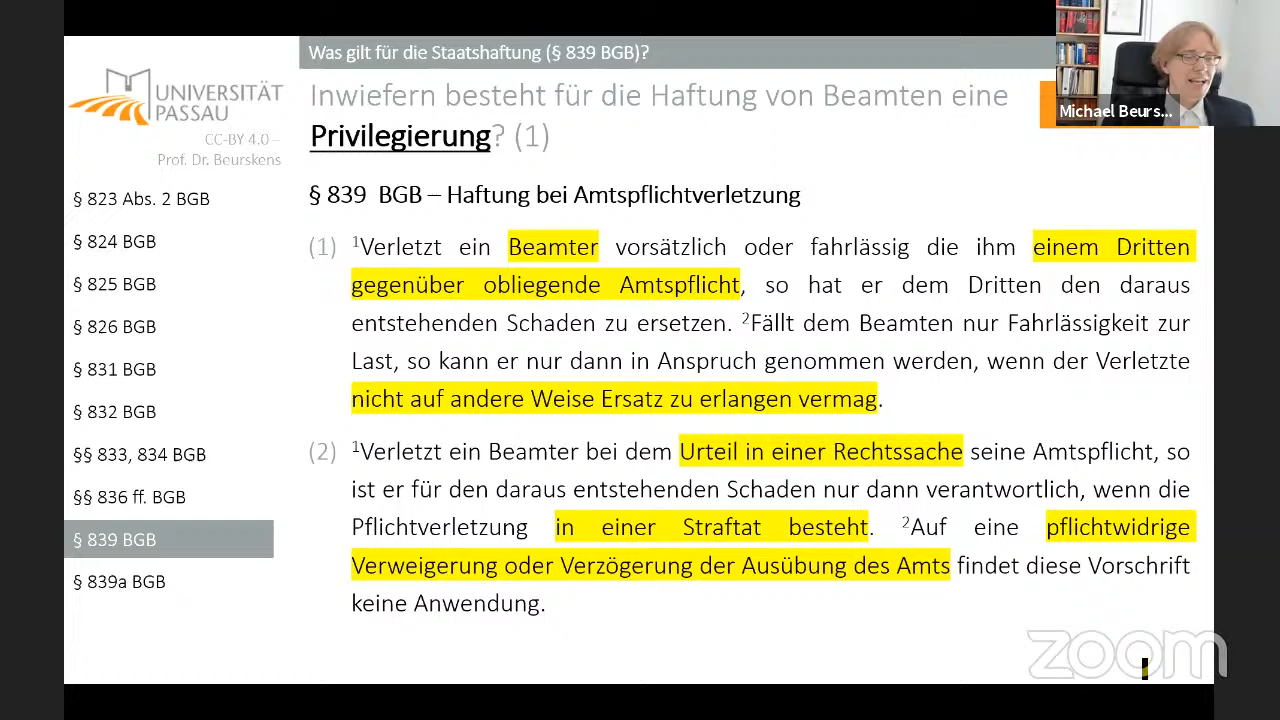 Was gilt für die Staatshaftung (§ 839 BGB)?
UNIVERSITÄT
PASSAU
CC-BY 4.0 –
Prof. Dr. Beurskens
Inwiefern besteht für die Haftung von Beamten eine
Privilegierung? (1)
Michael Beurs...
§ 823 Abs. 2 BGB
§ 824 BGB
§ 825 BGB
§ 826 BGB
§ 831 BGB
§ 832 BGB
§§ 833, 834 BGB
§§ 836 ff. BGB
§ 839 BGB
§ 839a BGB
§ 839 BGB – Haftung bei Amtspflichtverletzung
(1) ¹Verletzt ein Beamter vorsätzlich oder fahrlässig die ihm einem Dritten
gegenüber obliegende Amtspflicht, so hat er dem Dritten den daraus
entstehenden Schaden zu ersetzen. ²Fällt dem Beamten nur Fahrlässigkeit zur
Last, so kann er nur dann in Anspruch genommen werden, wenn der Verletzte
nicht auf andere Weise Ersatz zu erlangen vermag.
(2) ¹Verletzt ein Beamter bei dem Urteil in einer Rechtssache seine Amtspflicht, so
ist er für den daraus entstehenden Schaden nur dann verantwortlich, wenn die
Pflichtverletzung in einer Straftat besteht. ²Auf eine pflichtwidrige
Verweigerung oder Verzögerung der Ausübung des Amts findet diese Vorschrift
keine Anwendung.
zoom